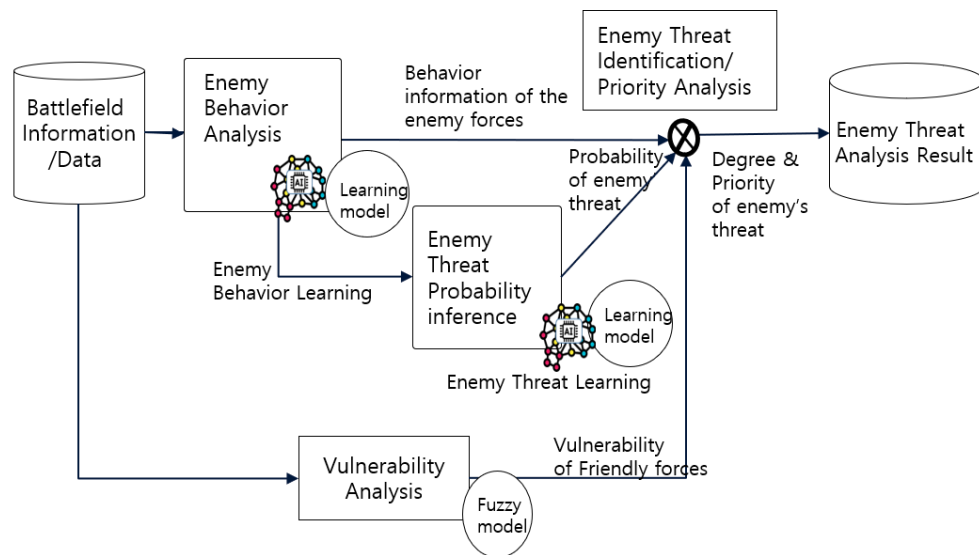 Battlefield
Information
/Data
Enemy
Behavior
Analysis
AI
Learning
model
Behavior
information of the
enemy forces
Enemy Threat
Identification/
Priority Analysis
Enemy Threat
Analysis Result
Probability
of enemy'
threat
Degree &
Priority
of enemy's
threat
Enemy
Behavior Learning
Enemy
Threat
Probability
inference
AI
Learning
model
Enemy Threat Learning
Vulnerability
Analysis
Fuzzy
model
Vulnerability
of Friendly forces